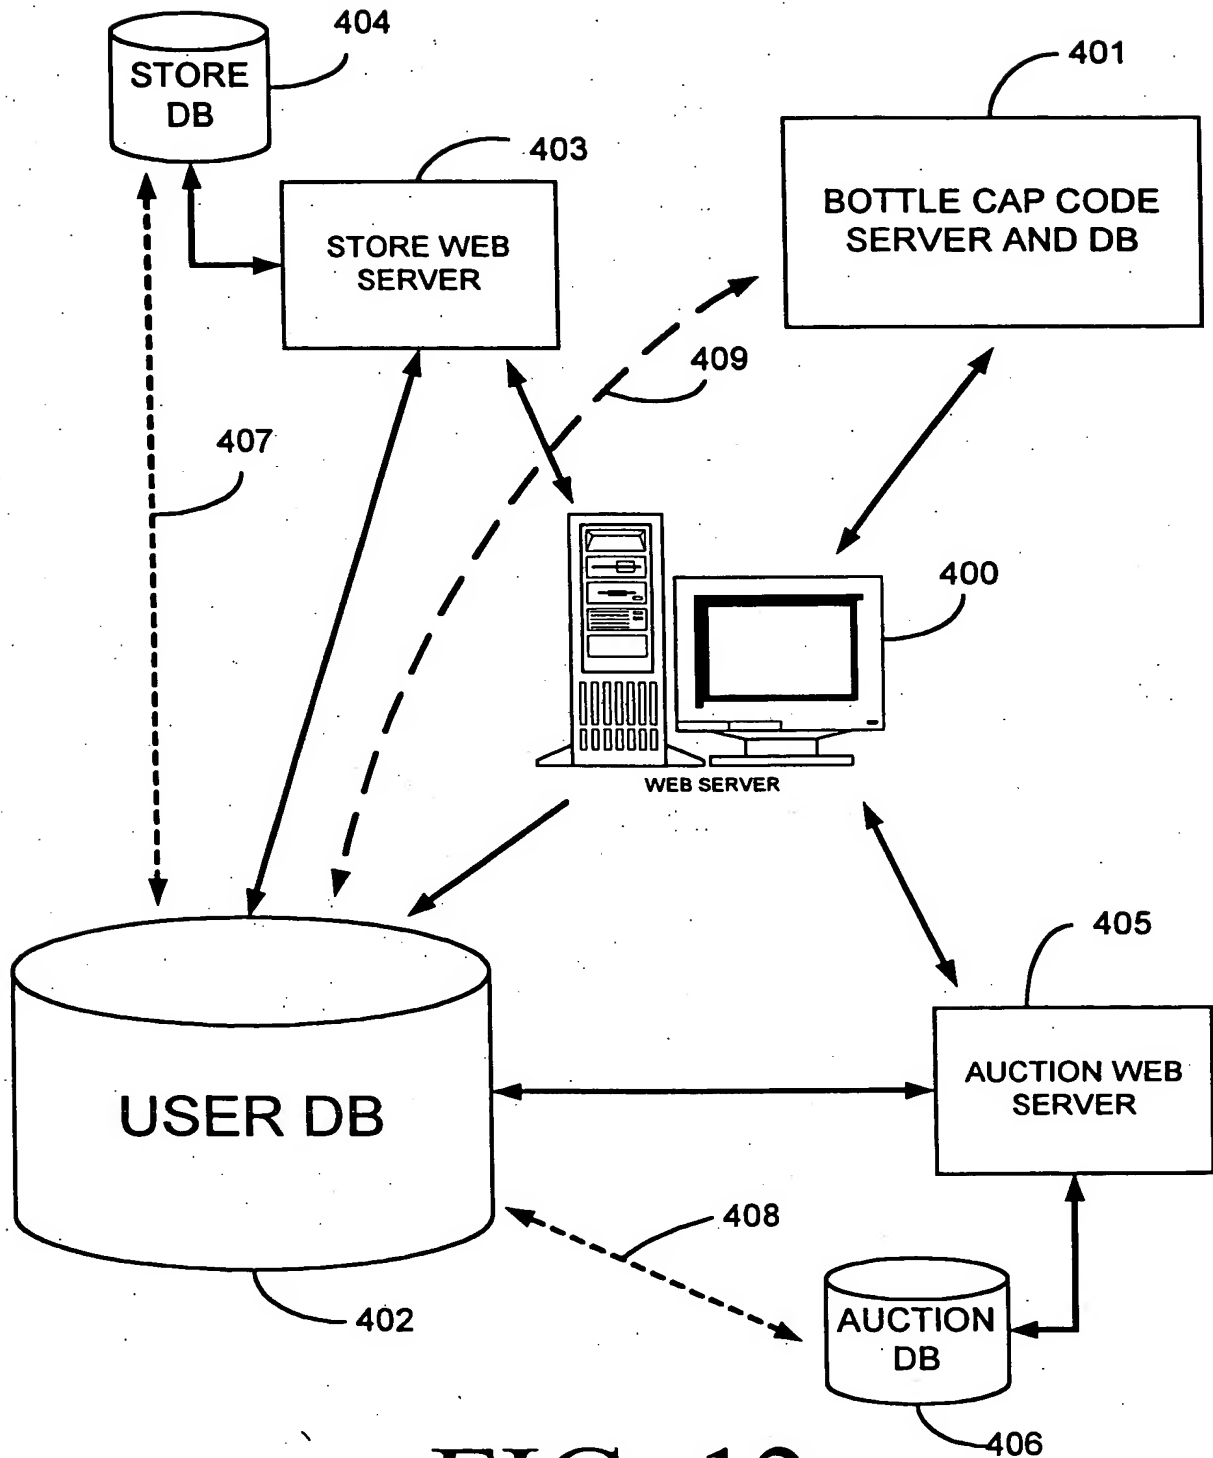 404
STORE
DB
401
403
STORE WEB
SERVER
BOTTLE CAP CODE
SERVER AND DB
409
407
400
WEB SERVER
405
AUCTION WEB
SERVER
USER DB
408
402
AUCTION
DB
406